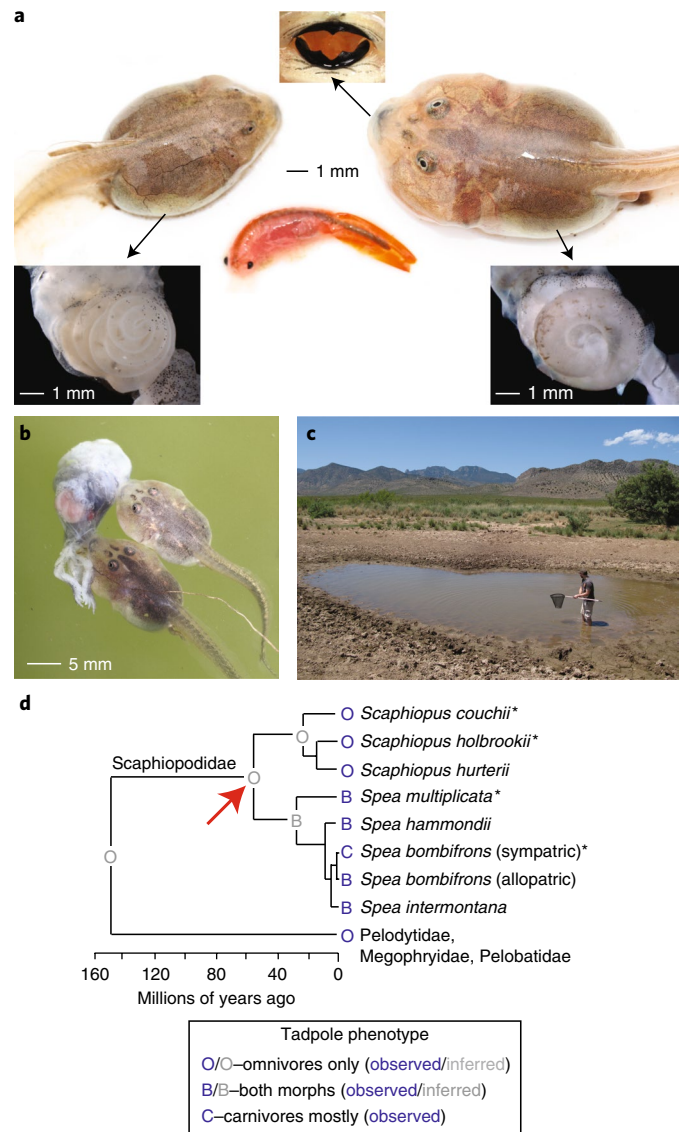 a
1 mm
1 mm
1 mm
b
5 mm
c
d
Scaphiopodidae
O Scaphiopus couchii*
O
O Scaphiopus holbrookii*
O Scaphiopus hurterii
O
B Spea multiplicata*
B
B Spea hammondii
C Spea bombifrons (sympatric)*
O
B Spea bombifrons (allopatric)
B Spea intermontana
O Pelodytidae,
Megophryidae, Pelobatidae
160 120 80 40 0
Millions of years ago
Tadpole phenotype
O/O–omnivores only (observed/inferred)
B/B–both morphs (observed/inferred)
C–carnivores mostly (observed)